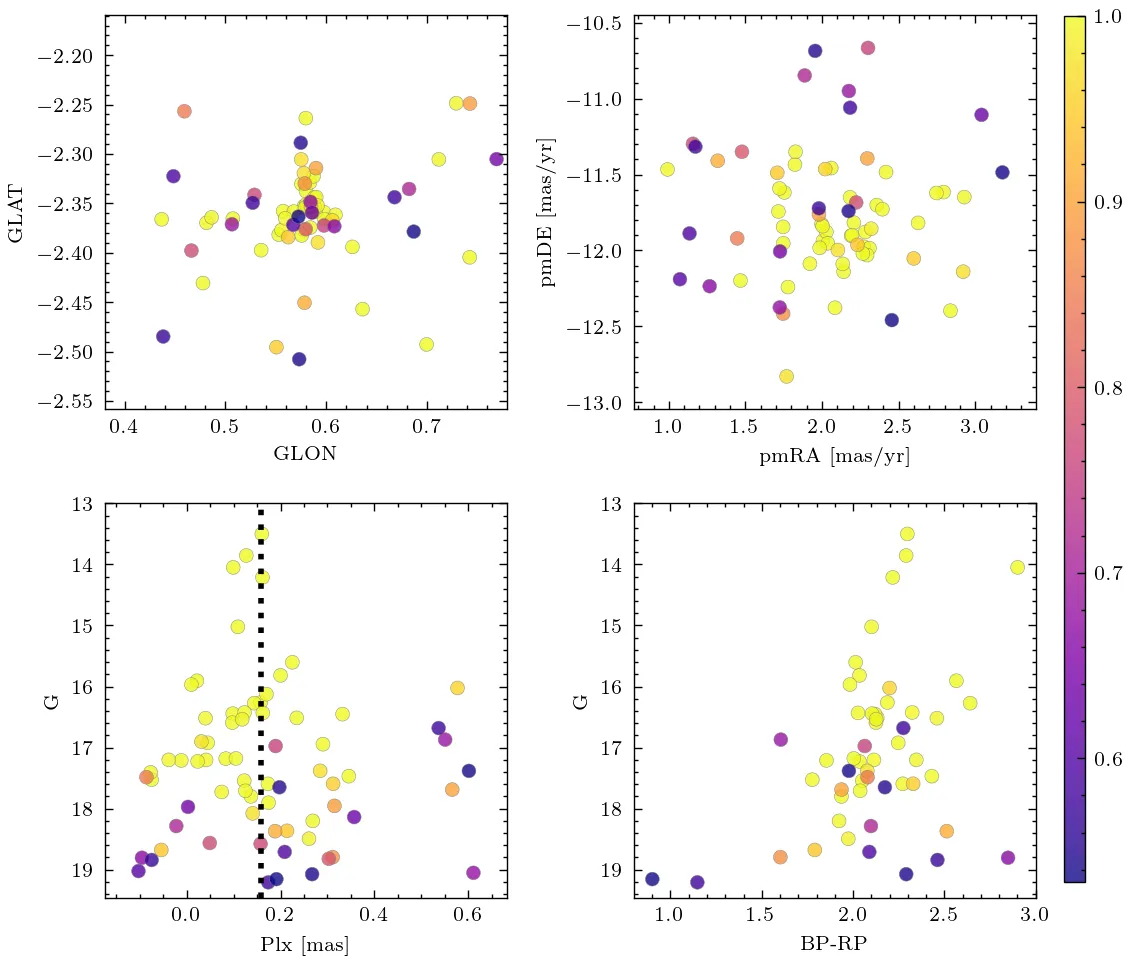 −2.20
−2.25
−2.30
−2.35
−2.40
−2.45
−2.50
−2.55
GLAT
0.4 0.5 0.6 0.7
GLON
−10.5
−11.0
−11.5
−12.0
−12.5
−13.0
pmDE [mas/yr]
1.0 1.5 2.0 2.5 3.0
pmRA [mas/yr]
13
14
15
16
17
18
19
G
0.0 0.2 0.4 0.6
Plx [mas]
13
14
15
16
17
18
19
G
1.0 1.5 2.0 2.5 3.0
BP-RP
1.0
0.9
0.8
0.7
0.6